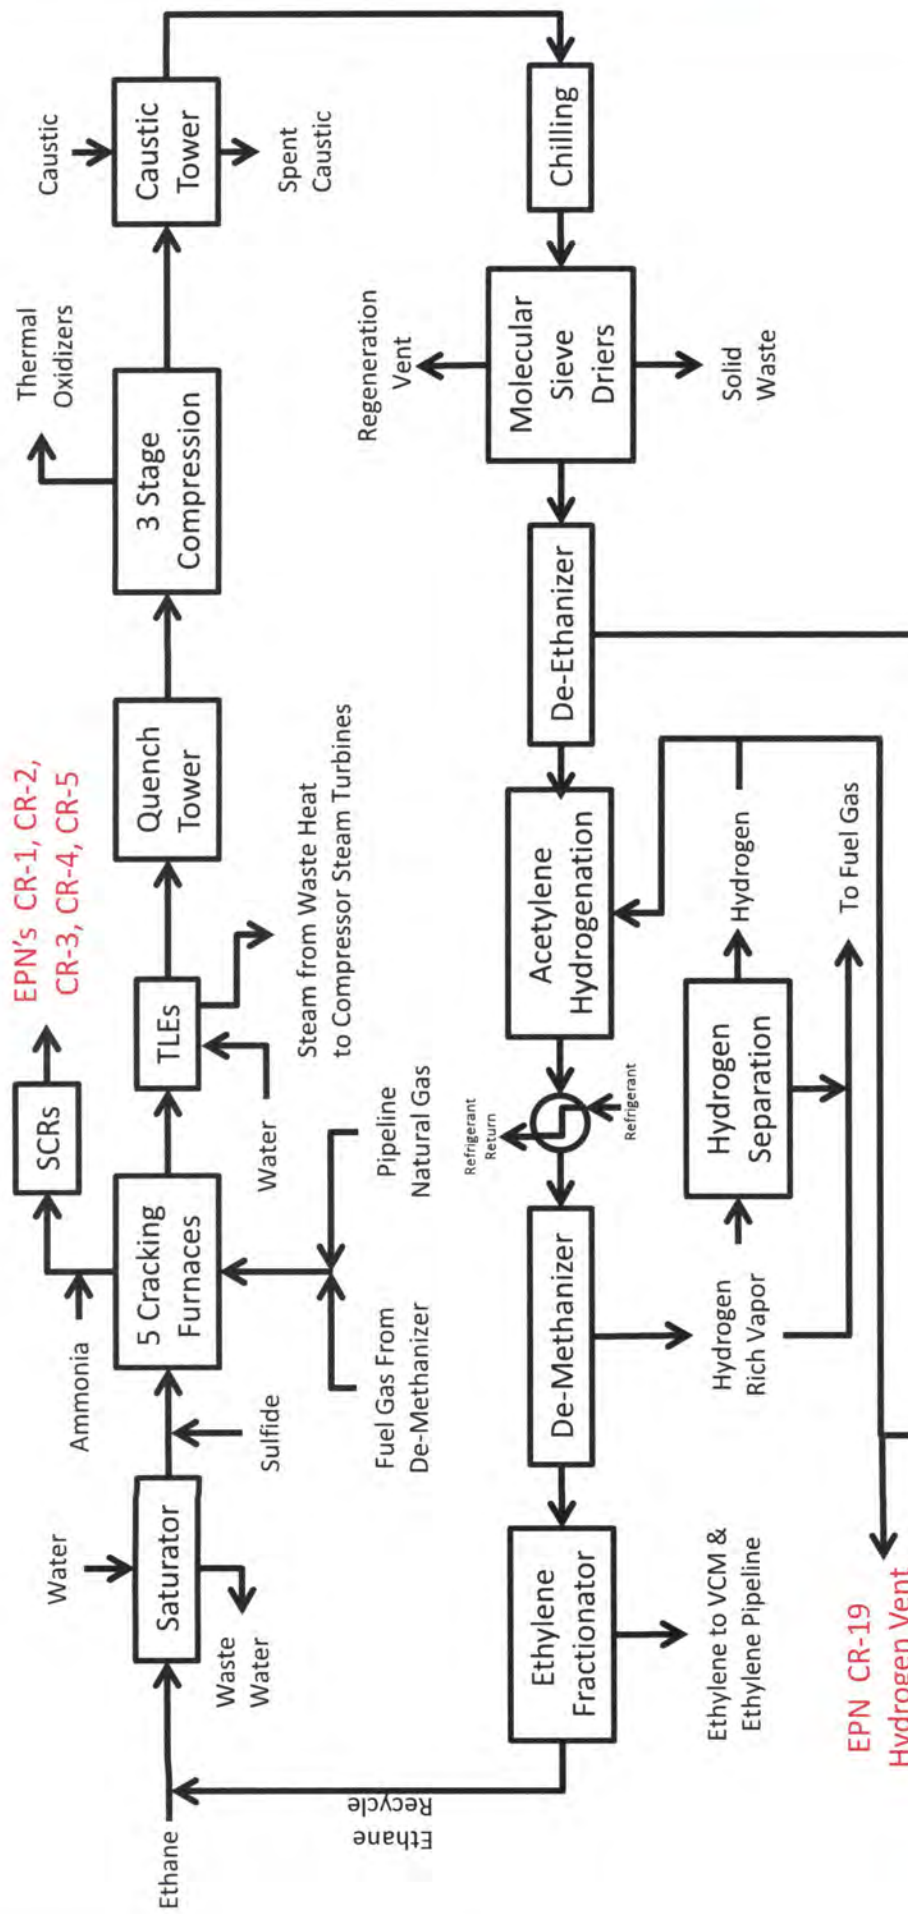 Ethane
Water
Saturator
Waste
Water
Sulfide
Ammonia
5 Cracking
Furnaces
Fuel Gas From
De-Methanizer
Pipeline
Natural Gas
SCRs
EPN's CR-1, CR-2,
CR-3, CR-4, CR-5
Water
TLEs
Steam from Waste Heat
to Compressor Steam Turbines
Quench
Tower
3 Stage
Compression
Thermal
Oxidizers
Caustic
Caustic
Tower
Spent
Caustic
Ethane
Recycle
Ethylene
Fractionator
Ethylene to VCM &
Ethylene Pipeline
De-Methanizer
Hydrogen
Rich Vapor
Refrigerant
Return
Refrigerant
Acetylene
Hydrogenation
Hydrogen
Separation
Hydrogen
To Fuel Gas
De-Ethanizer
Regeneration
Vent
Molecular
Sieve
Driers
Solid
Waste
Chilling
EPN CR-19
Hydrogen Vent